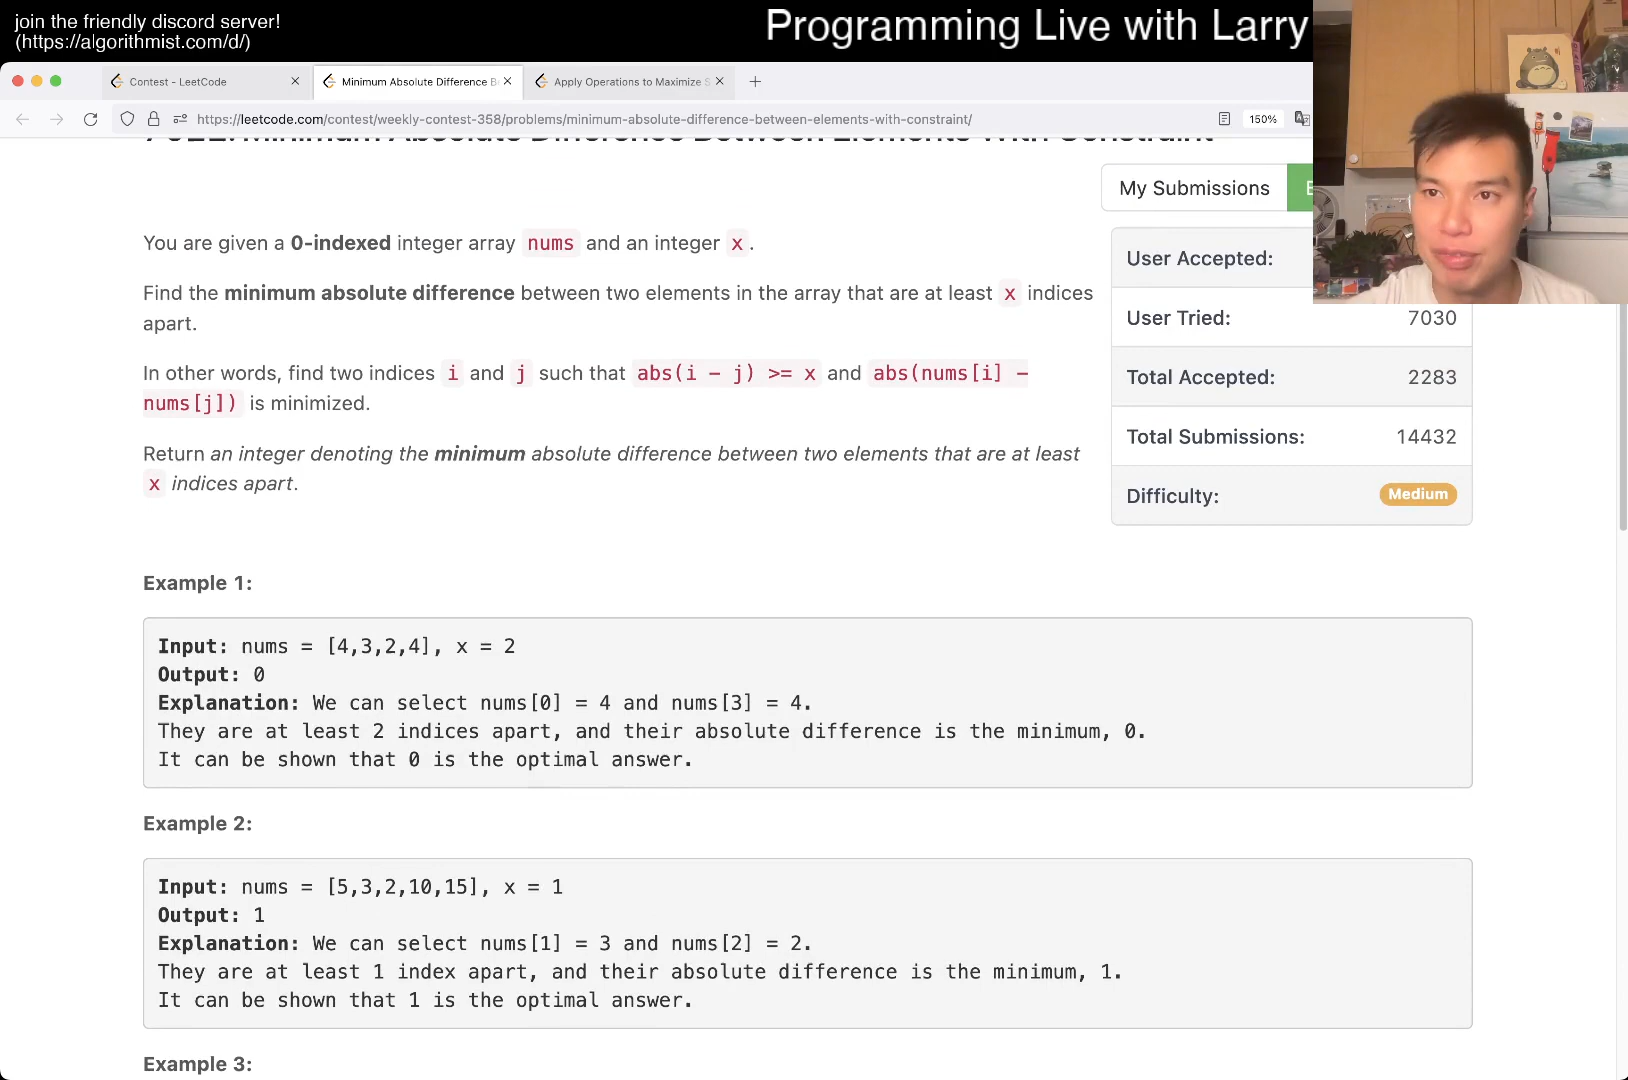 join the friendly discord server!
(https://algorithmist.com/d/)
Programming Live with Larry
Contest - LeetCode
Minimum Absolute Difference Be
Apply Operations to Maximize S
https://leetcode.com/contest/weekly-contest-358/problems/minimum-absolute-difference-between-elements-with-constraint/
150%
My Submissions
You are given a 0-indexed integer array nums and an integer x.
Find the minimum absolute difference between two elements in the array that are at least x indices
apart.
In other words, find two indices i and j such that abs(i - j) >= x and abs(nums[i] -
nums[j]) is minimized.
Return an integer denoting the minimum absolute difference between two elements that are at least
x indices apart.
User Accepted:
User Tried: 7030
Total Accepted: 2283
Total Submissions: 14432
Difficulty: Medium
Example 1:
Input: nums = [4,3,2,4], x = 2
Output: 0
Explanation: We can select nums[0] = 4 and nums[3] = 4.
They are at least 2 indices apart, and their absolute difference is the minimum, 0.
It can be shown that 0 is the optimal answer.
Example 2:
Input: nums = [5,3,2,10,15], x = 1
Output: 1
Explanation: We can select nums[1] = 3 and nums[2] = 2.
They are at least 1 index apart, and their absolute difference is the minimum, 1.
It can be shown that 1 is the optimal answer.
Example 3: